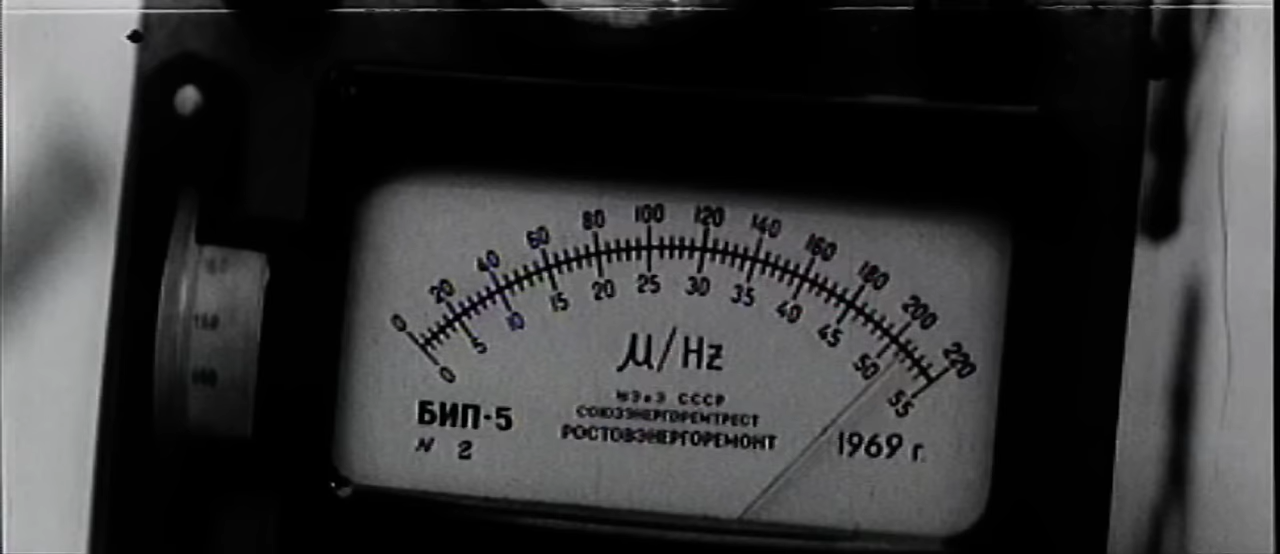 0 20 40 60 80 100 120 140 160 180 200 220
0 5 10 15 20 25 30 35 40 45 50 55
μ/Hz
БИП-5
N 2
МЭиЭ СССР
СОЮЗЭНЕРГОРЕМТРЕСТ
РОСТОВЭНЕРГОРЕМОНТ
1969 г.
150